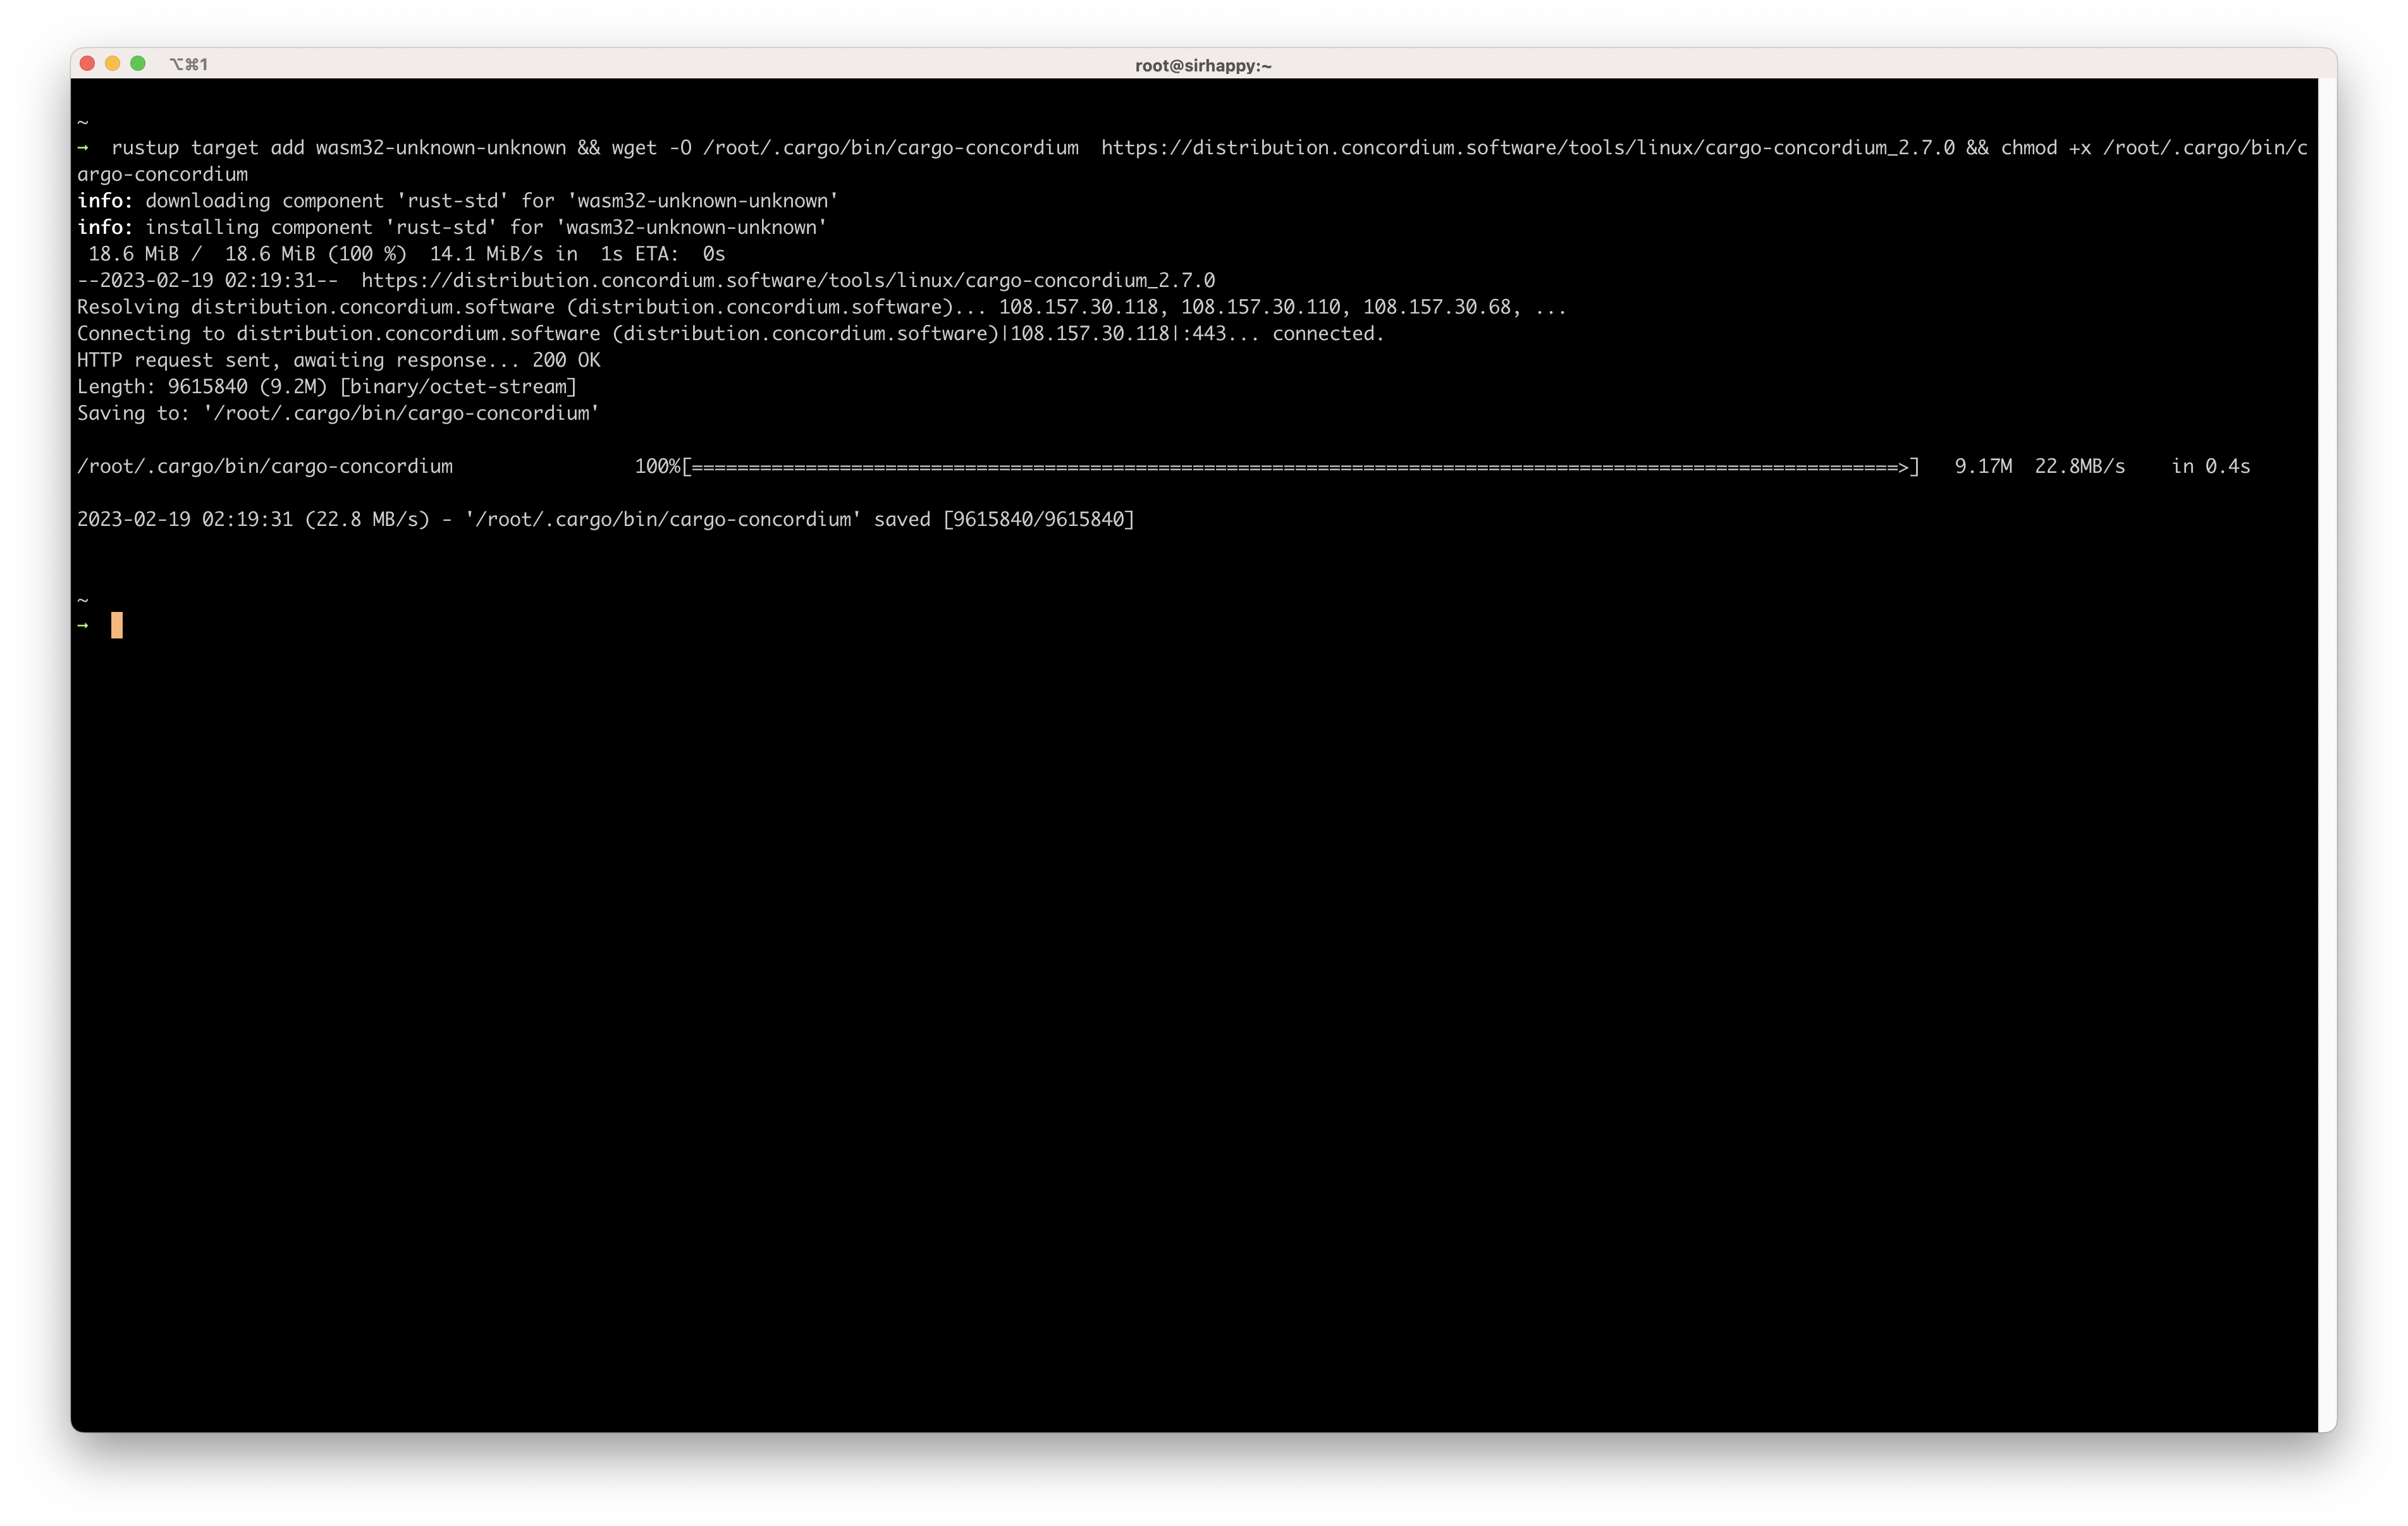 ⌥⌘1
root@sirhappy:~
~
→  rustup target add wasm32-unknown-unknown && wget -O /root/.cargo/bin/cargo-concordium  https://distribution.concordium.software/tools/linux/cargo-concordium_2.7.0 && chmod +x /root/.cargo/bin/c
argo-concordium
info: downloading component 'rust-std' for 'wasm32-unknown-unknown'
info: installing component 'rust-std' for 'wasm32-unknown-unknown'
 18.6 MiB /  18.6 MiB (100 %)  14.1 MiB/s in  1s ETA:  0s
--2023-02-19 02:19:31--  https://distribution.concordium.software/tools/linux/cargo-concordium_2.7.0
Resolving distribution.concordium.software (distribution.concordium.software)... 108.157.30.118, 108.157.30.110, 108.157.30.68, ...
Connecting to distribution.concordium.software (distribution.concordium.software)|108.157.30.118|:443... connected.
HTTP request sent, awaiting response... 200 OK
Length: 9615840 (9.2M) [binary/octet-stream]
Saving to: '/root/.cargo/bin/cargo-concordium'
/root/.cargo/bin/cargo-concordium                100%[==========================================================================================================>]   9.17M  22.8MB/s    in 0.4s
2023-02-19 02:19:31 (22.8 MB/s) - '/root/.cargo/bin/cargo-concordium' saved [9615840/9615840]
~
→